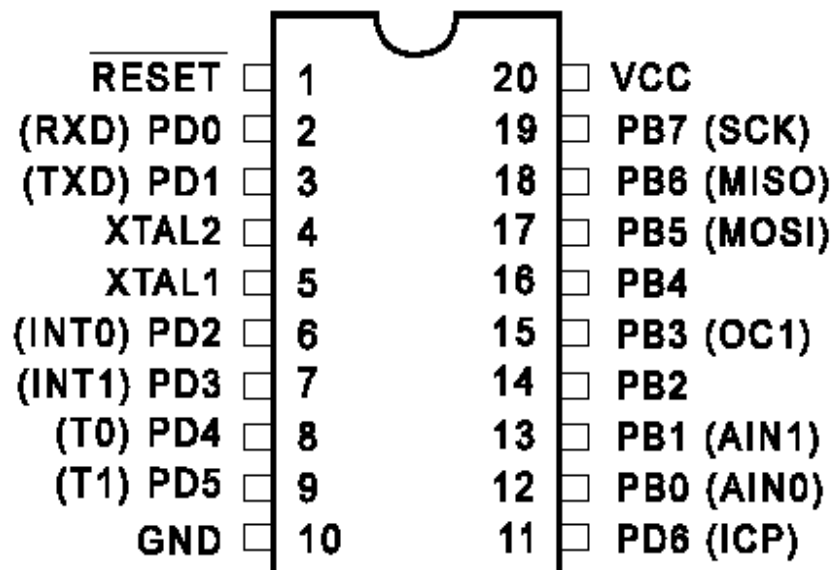 RESET 1 20 VCC
(RXD) PD0 2 19 PB7 (SCK)
(TXD) PD1 3 18 PB6 (MISO)
XTAL2 4 17 PB5 (MOSI)
XTAL1 5 16 PB4
(INT0) PD2 6 15 PB3 (OC1)
(INT1) PD3 7 14 PB2
(T0) PD4 8 13 PB1 (AIN1)
(T1) PD5 9 12 PB0 (AIN0)
GND 10 11 PD6 (ICP)